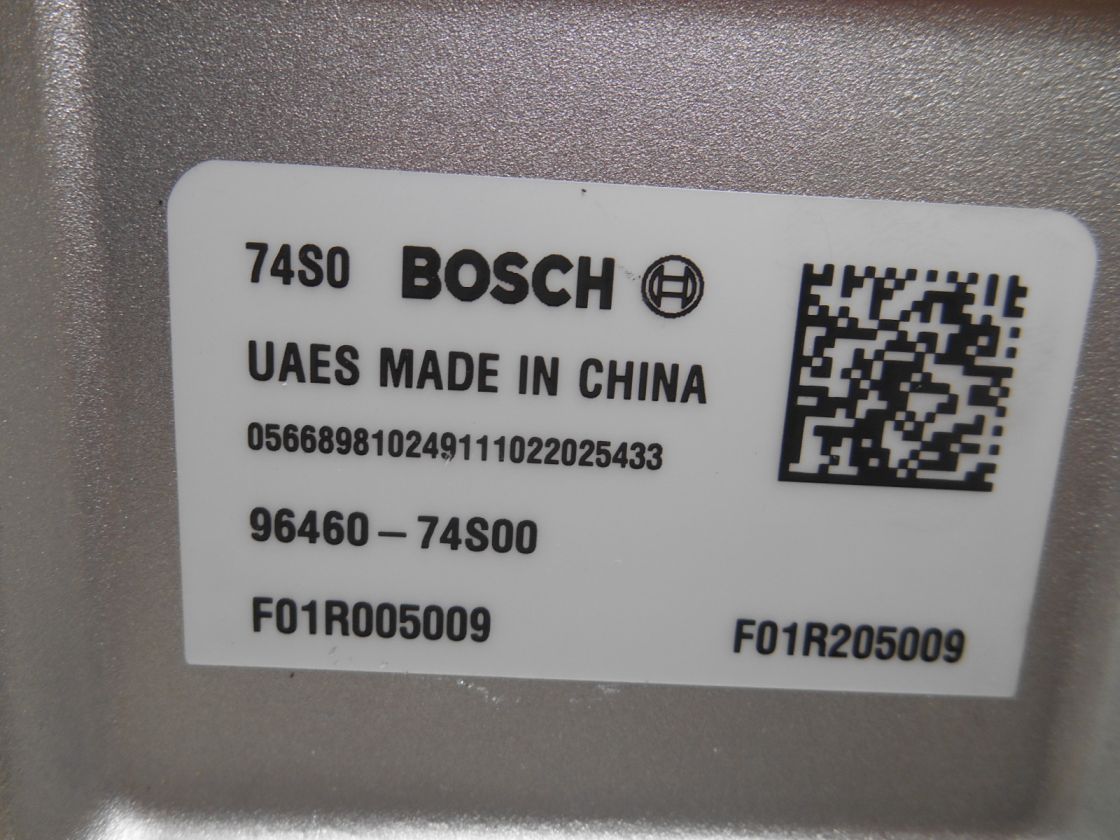 74S0 BOSCH
UAES MADE IN CHINA
056689810249111022025433
96460-74S00
F01R005009 F01R205009